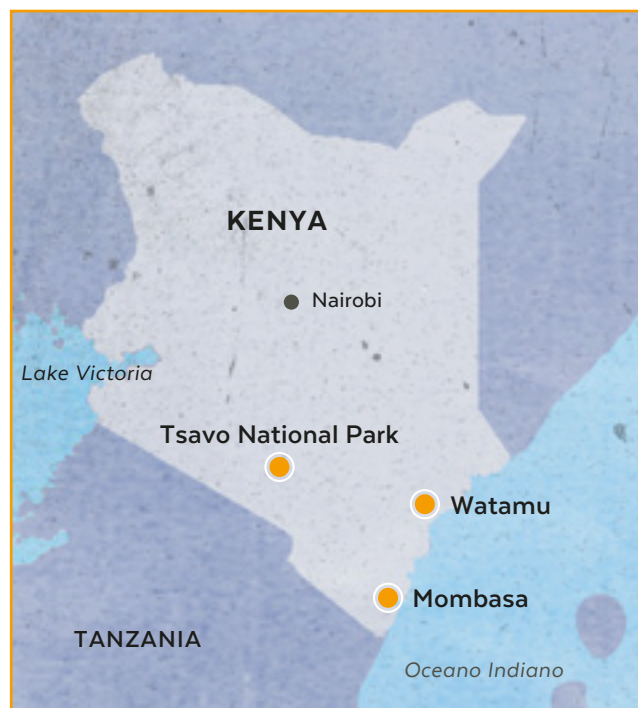 KENYA
Nairobi
Lake Victoria
Tsavo National Park
Watamu
Mombasa
TANZANIA
Oceano Indiano